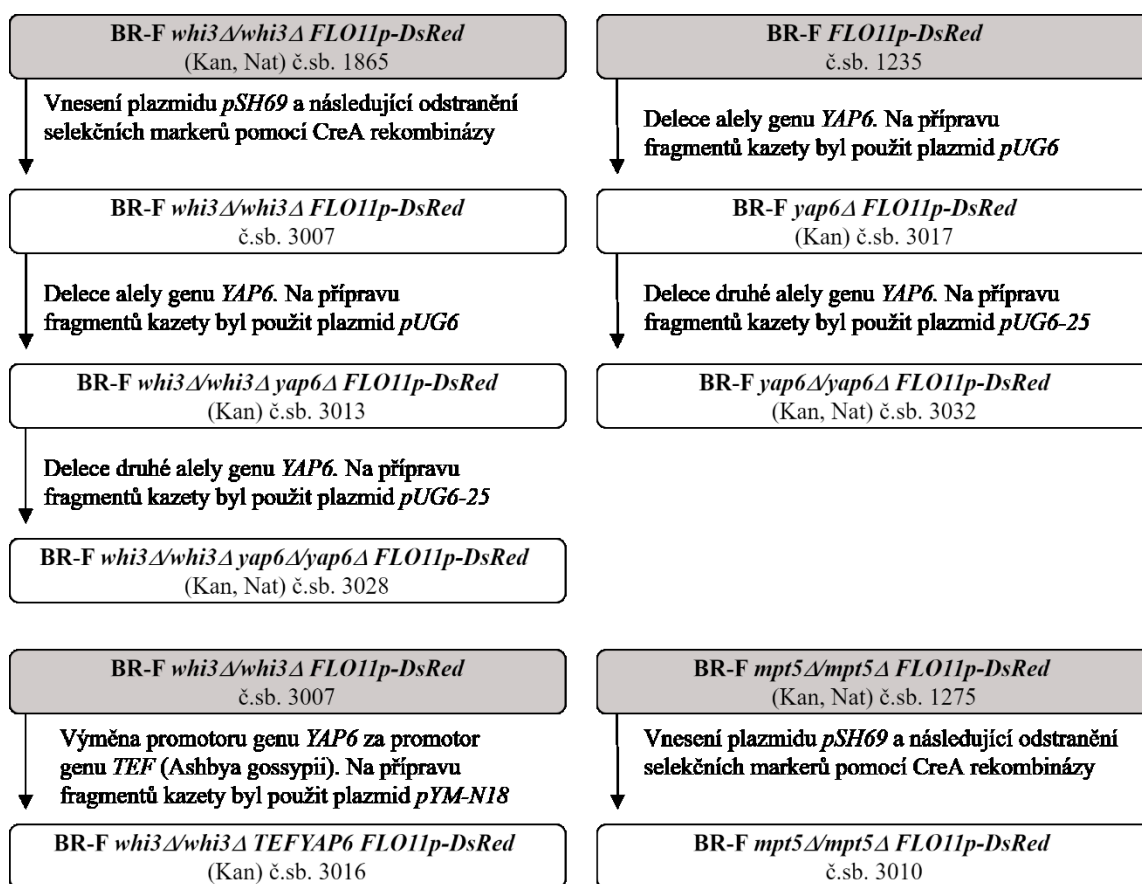 BR-F whi3Δ/whi3Δ FLO11p-DsRed
(Kan, Nat) č.sb. 1865
Vnesení plazmidu pSH69 a následující odstranění
selekčních markerů pomocí CreA rekombinázy
BR-F whi3Δ/whi3Δ FLO11p-DsRed
č.sb. 3007
Delece alely genu YAP6. Na přípravu
fragmentů kazety byl použit plazmid pUG6
BR-F whi3Δ/whi3Δ yap6Δ FLO11p-DsRed
(Kan) č.sb. 3013
Delece druhé alely genu YAP6. Na přípravu
fragmentů kazety byl použit plazmid pUG6-25
BR-F whi3Δ/whi3Δ yap6Δ/yap6Δ FLO11p-DsRed
(Kan, Nat) č.sb. 3028
BR-F FLO11p-DsRed
č.sb. 1235
Delece alely genu YAP6. Na přípravu
fragmentů kazety byl použit plazmid pUG6
BR-F yap6Δ FLO11p-DsRed
(Kan) č.sb. 3017
Delece druhé alely genu YAP6. Na přípravu
fragmentů kazety byl použit plazmid pUG6-25
BR-F yap6Δ/yap6Δ FLO11p-DsRed
(Kan, Nat) č.sb. 3032
BR-F whi3Δ/whi3Δ FLO11p-DsRed
č.sb. 3007
Výměna promotoru genu YAP6 za promotor
genu TEF (Ashbya gossypii). Na přípravu
fragmentů kazety byl použit plazmid pYM-N18
BR-F whi3Δ/whi3Δ TEFYAP6 FLO11p-DsRed
(Kan) č.sb. 3016
BR-F mpt5Δ/mpt5Δ FLO11p-DsRed
(Kan, Nat) č.sb. 1275
Vnesení plazmidu pSH69 a následující odstranění
selekčních markerů pomocí CreA rekombinázy
BR-F mpt5Δ/mpt5Δ FLO11p-DsRed
č.sb. 3010